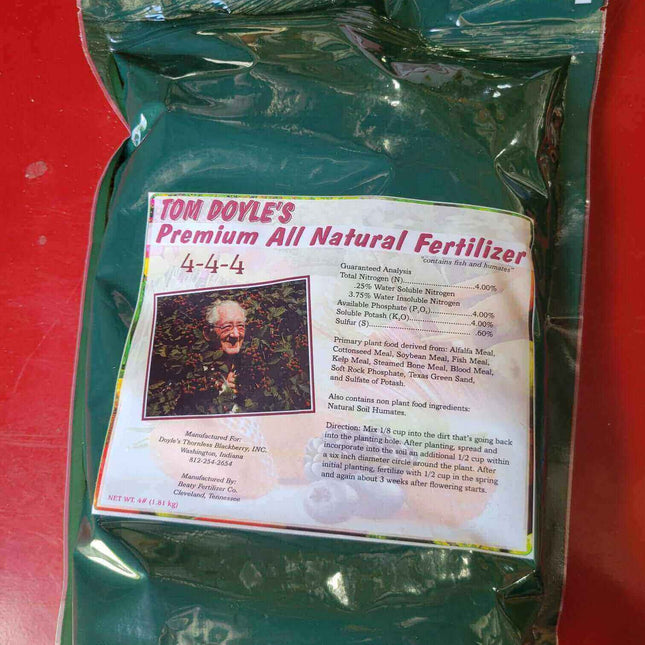 TOM DOYLE'S
Premium All Natural Fertilizer
"contains fish and humates"
4-4-4
Guaranteed Analysis
Total Nitrogen (N)..............................4.00%
.25% Water Soluble Nitrogen
3.75% Water Insoluble Nitrogen
Available Phosphate (P₂O₅)..................4.00%
Soluble Potash (K₂O)...........................4.00%
Sulfur (S)...............................................60%
Primary plant food derived from: Alfalfa Meal,
Cottonseed Meal, Soybean Meal, Fish Meal,
Kelp Meal, Steamed Bone Meal, Blood Meal,
Soft Rock Phosphate, Texas Green Sand,
and Sulfate of Potash.
Also contains non plant food ingredients:
Natural Soil Humates.
Direction: Mix 1/8 cup into the dirt that's going back
into the planting hole. After planting, spread and
incorporate into the soil an additional 1/2 cup within
a six inch diameter circle around the plant. After
initial planting, fertilize with 1/2 cup in the spring
and again about 3 weeks after flowering starts.
Manufactured For:
Doyle's Thornless Blackberry, INC.
Washington, Indiana
812-254-2654
Manufactured By:
Beaty Fertilizer Co.
Cleveland, Tennessee
NET WT. 4# (1.81 kg)